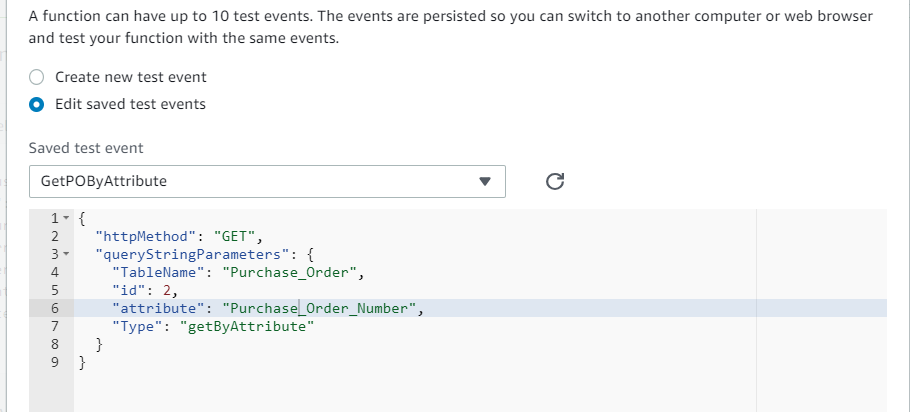 A function can have up to 10 test events. The events are persisted so you can switch to another computer or web browser
and test your function with the same events.
Create new test event
Edit saved test events
Saved test event
GetPOByAttribute
1 {
2   "httpMethod": "GET",
3   "queryStringParameters": {
4     "TableName": "Purchase_Order",
5     "id": 2,
6     "attribute": "Purchase_Order_Number",
7     "Type": "getByAttribute"
8   }
9 }